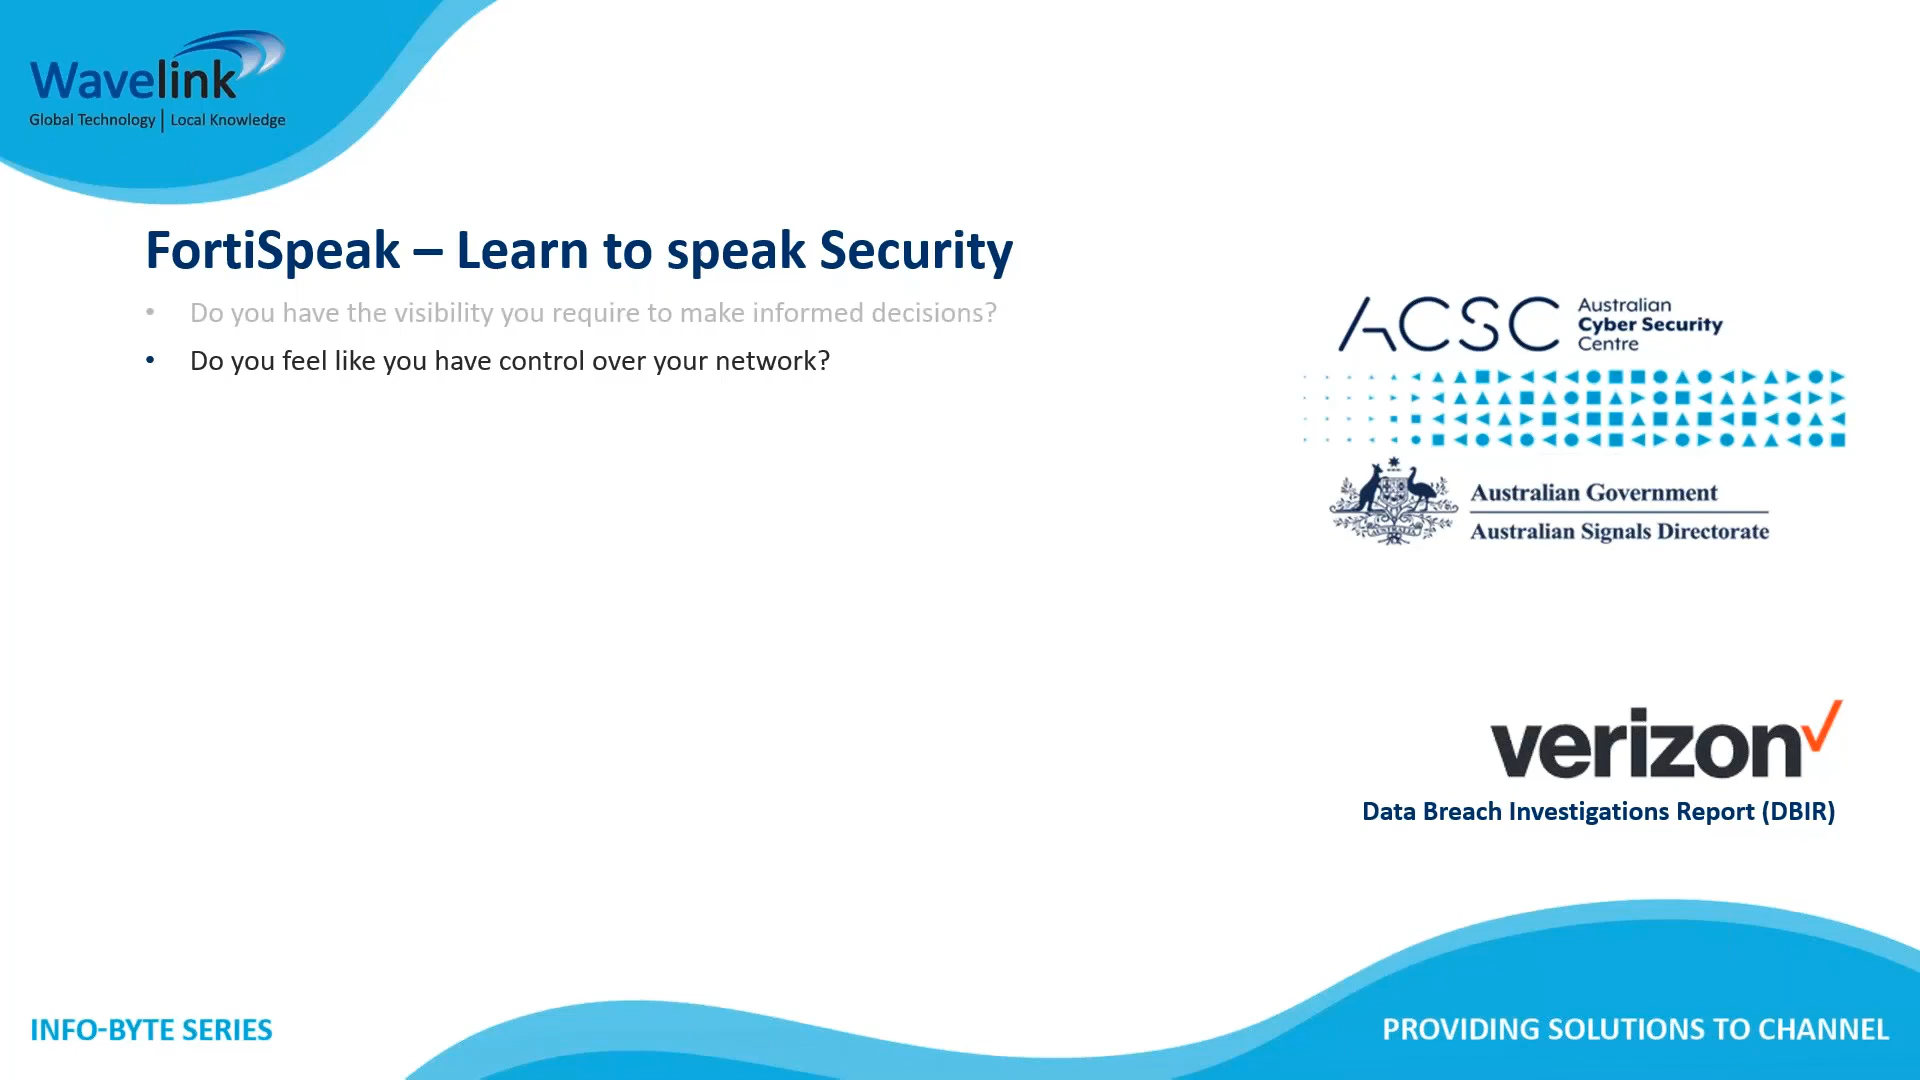 Wavelink
Global Technology | Local Knowledge
FortiSpeak – Learn to speak Security
• Do you have the visibility you require to make informed decisions?
• Do you feel like you have control over your network?
ACSC Australian
Cyber Security
Centre
Australian Government
Australian Signals Directorate
verizon
Data Breach Investigations Report (DBIR)
INFO-BYTE SERIES
PROVIDING SOLUTIONS TO CHANNEL